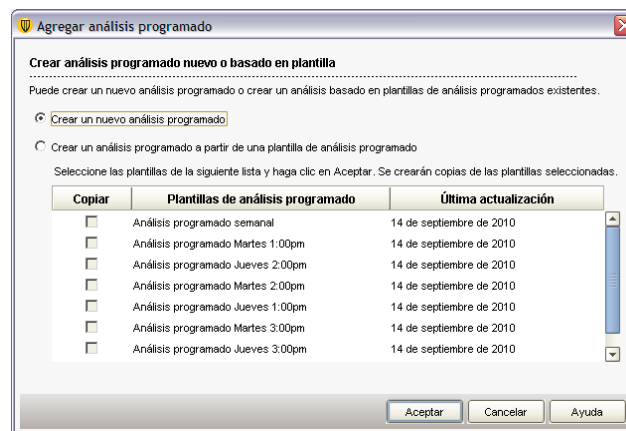 Agregar análisis programado
Crear análisis programado nuevo o basado en plantilla
Puede crear un nuevo análisis programado o crear un análisis basado en plantillas de análisis programados existentes.
Crear un nuevo análisis programado
Crear un análisis programado a partir de una plantilla de análisis programado
Seleccione las plantillas de la siguiente lista y haga clic en Aceptar. Se crearán copias de las plantillas seleccionadas.
Copiar Plantillas de análisis programado Última actualización
Análisis programado semanal 14 de septiembre de 2010
Análisis programado Martes 1:00pm 14 de septiembre de 2010
Análisis programado Jueves 2:00pm 14 de septiembre de 2010
Análisis programado Martes 2:00pm 14 de septiembre de 2010
Análisis programado Jueves 1:00pm 14 de septiembre de 2010
Análisis programado Martes 3:00pm 14 de septiembre de 2010
Análisis programado Jueves 3:00pm 14 de septiembre de 2010
Aceptar Cancelar Ayuda